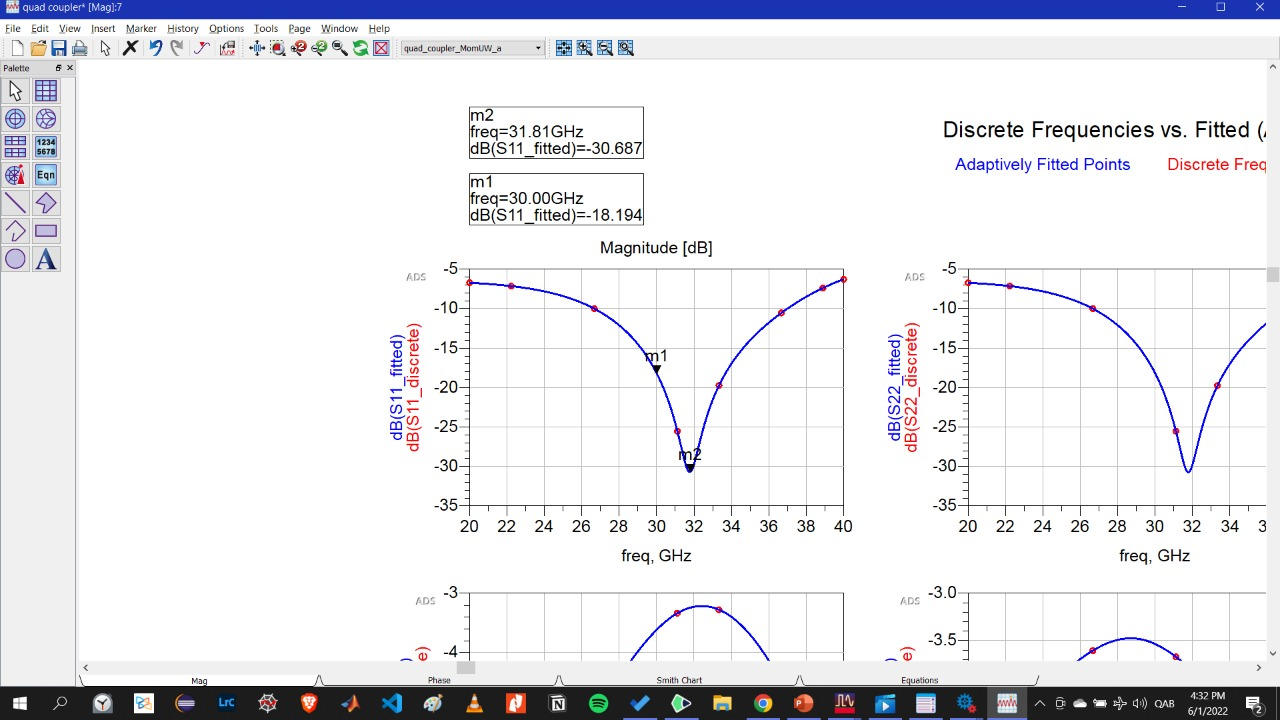 quad coupler* [Mag]:7
File Edit View Insert Marker History Options Tools Page Window Help
quad_coupler_MomUW_a
Palette
1234
5678
Eqn
A
m2
freq=31.81GHz
dB(S11_fitted)=-30.687
m1
freq=30.00GHz
dB(S11_fitted)=-18.194
Discrete Frequencies vs. Fitted (A
Adaptively Fitted Points Discrete Freq
Magnitude [dB]
ADS
-5
-10
-15
-20
-25
-30
-35
m1
m2
dB(S11_fitted)
dB(S11_discrete)
20 22 24 26 28 30 32 34 36 38 40
freq, GHz
ADS
-5
-10
-15
-20
-25
-30
-35
dB(S22_fitted)
dB(S22_discrete)
20 22 24 26 28 30 32 34 3
freq, GHz
ADS
-3
-4
)
e)
ADS
-3.0
-3.5
)
e)
Mag Phase Smith Chart Equations
Lrc
QAB
4:32 PM
6/1/2022
2